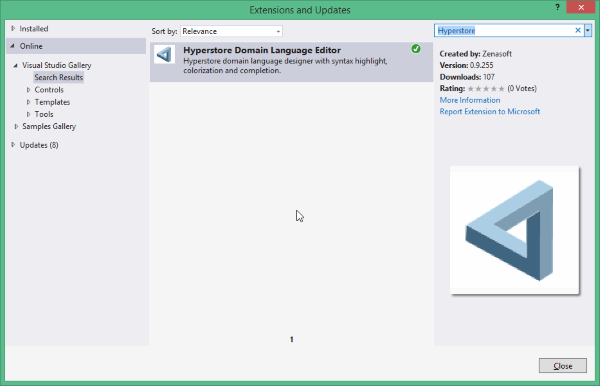 Extensions and Updates
? ×
Installed
Online
Visual Studio Gallery
Search Results
Controls
Templates
Tools
Samples Gallery
Updates (8)
Sort by: Relevance
Hyperstore Domain Language Editor
Hyperstore domain language designer with syntax highlight,
colorization and completion.
1
Hyperstore
Created by: Zenasoft
Version: 0.9.255
Downloads: 107
Rating: ★★★★★ (0 Votes)
More Information
Report Extension to Microsoft
Close